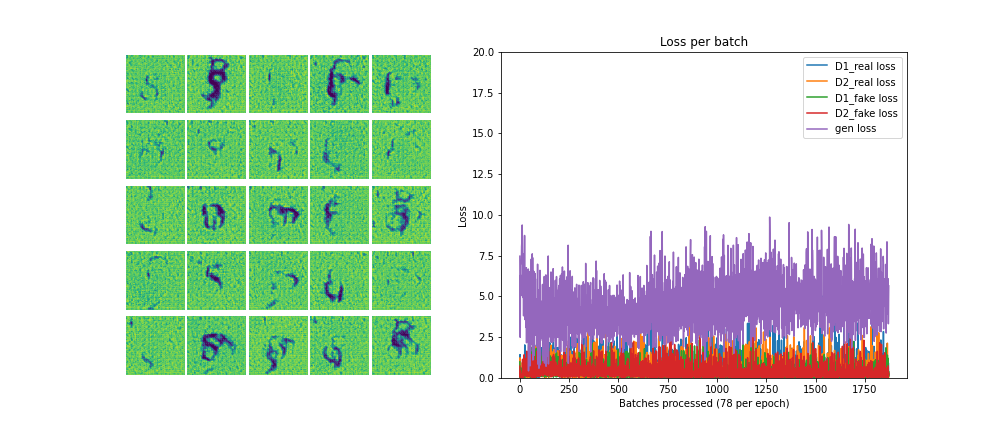 Loss per batch
20.0
17.5
15.0
12.5
10.0
7.5
5.0
2.5
0.0
Loss
D1_real loss
D2_real loss
D1_fake loss
D2_fake loss
gen loss
0 250 500 750 1000 1250 1500 1750
Batches processed (78 per epoch)